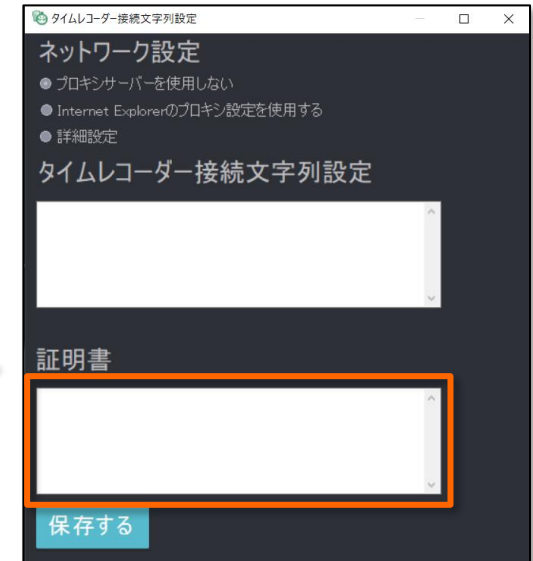 タイムレコーダー接続文字列設定
ネットワーク設定
プロキシサーバーを使用しない
Internet Explorerのプロキシ設定を使用する
詳細設定
タイムレコーダー接続文字列設定
証明書
保存する